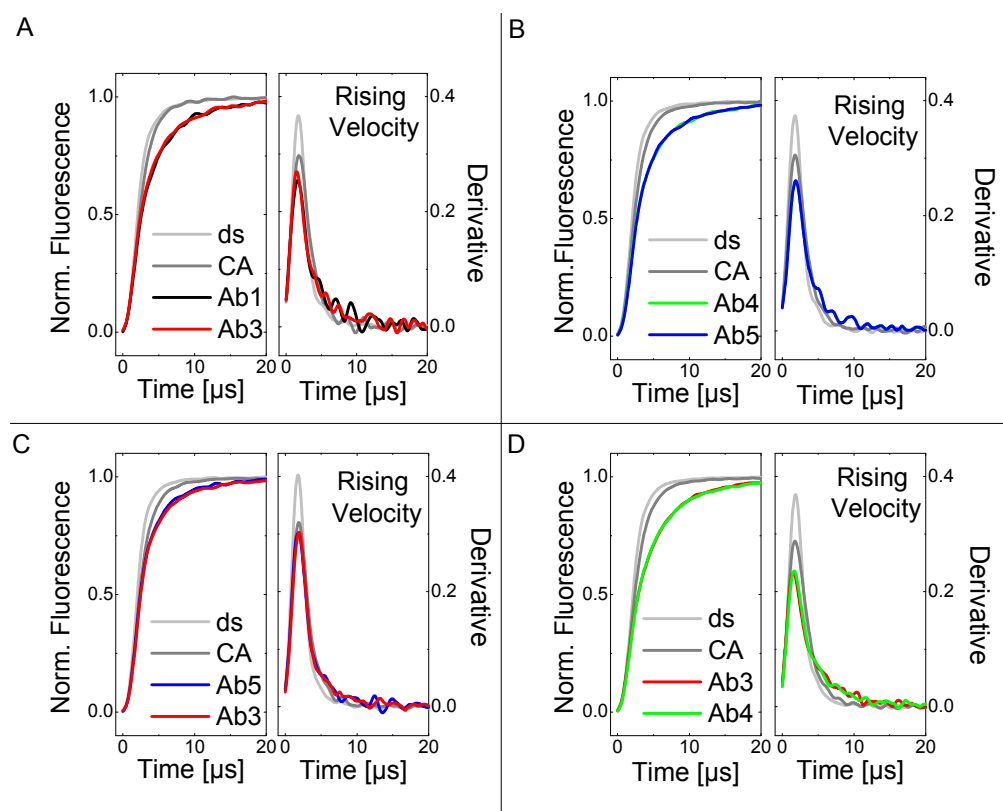 A
Norm. Fluorescence
1.0
0.5
0.0
ds
CA
Ab1
Ab3
0 10 20
Time [µs]
Rising
Velocity
0.4
0.2
0.0
Derivative
0 10 20
Time [µs]
B
Norm.Fluorescence
1.0
0.5
0.0
ds
CA
Ab4
Ab5
0 10 20
Time [µs]
Rising
Velocity
0.4
0.2
0.0
Derivative
0 10 20
Time [µs]
C
Norm. Fluorescence
1.0
0.5
0.0
ds
CA
Ab5
Ab3
0 10 20
Time [µs]
Rising
Velocity
0.4
0.2
0.0
Derivative
0 10 20
Time [µs]
D
Norm. Fluorescence
1.0
0.5
0.0
ds
CA
Ab3
Ab4
0 10 20
Time [µs]
Rising
Velocity
0.4
0.2
0.0
Derivative
0 10 20
Time [µs]